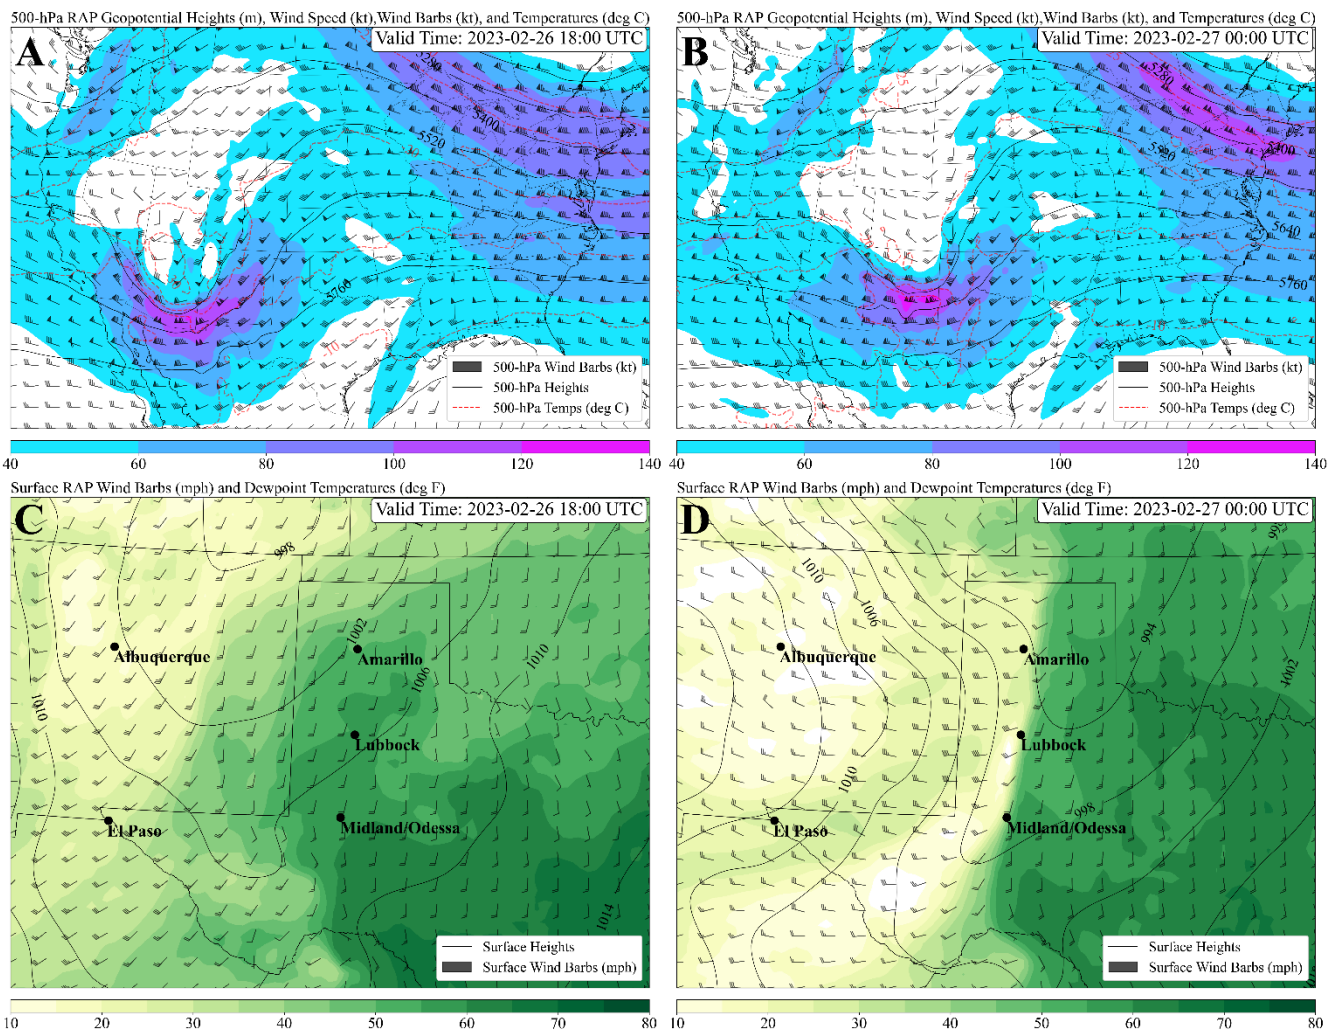 500-hPa RAP Geopotential Heights (m), Wind Speed (kt),Wind Barbs (kt), and Temperatures (deg C)
A
Valid Time: 2023-02-26 18:00 UTC
5280
5400
5520
5760
-10
500-hPa Wind Barbs (kt)
500-hPa Heights
500-hPa Temps (deg C)
40 60 80 100 120 140
500-hPa RAP Geopotential Heights (m), Wind Speed (kt),Wind Barbs (kt), and Temperatures (deg C)
B
Valid Time: 2023-02-27 00:00 UTC
5280
5400
5520
5640
5760
-10
500-hPa Wind Barbs (kt)
500-hPa Heights
500-hPa Temps (deg C)
40 60 80 100 120 140
Surface RAP Wind Barbs (mph) and Dewpoint Temperatures (deg F)
C
Valid Time: 2023-02-26 18:00 UTC
998
1002
1010
Albuquerque
Amarillo
1006
1010
Lubbock
El Paso
Midland/Odessa
1014
Surface Heights
Surface Wind Barbs (mph)
10 20 30 40 50 60 70 80
Surface RAP Wind Barbs (mph) and Dewpoint Temperatures (deg F)
D
Valid Time: 2023-02-27 00:00 UTC
998
1010
1006
994
Albuquerque
Amarillo
1002
Lubbock
1010
998
El Paso
Midland/Odessa
Surface Heights
Surface Wind Barbs (mph)
10 20 30 40 50 60 70 80